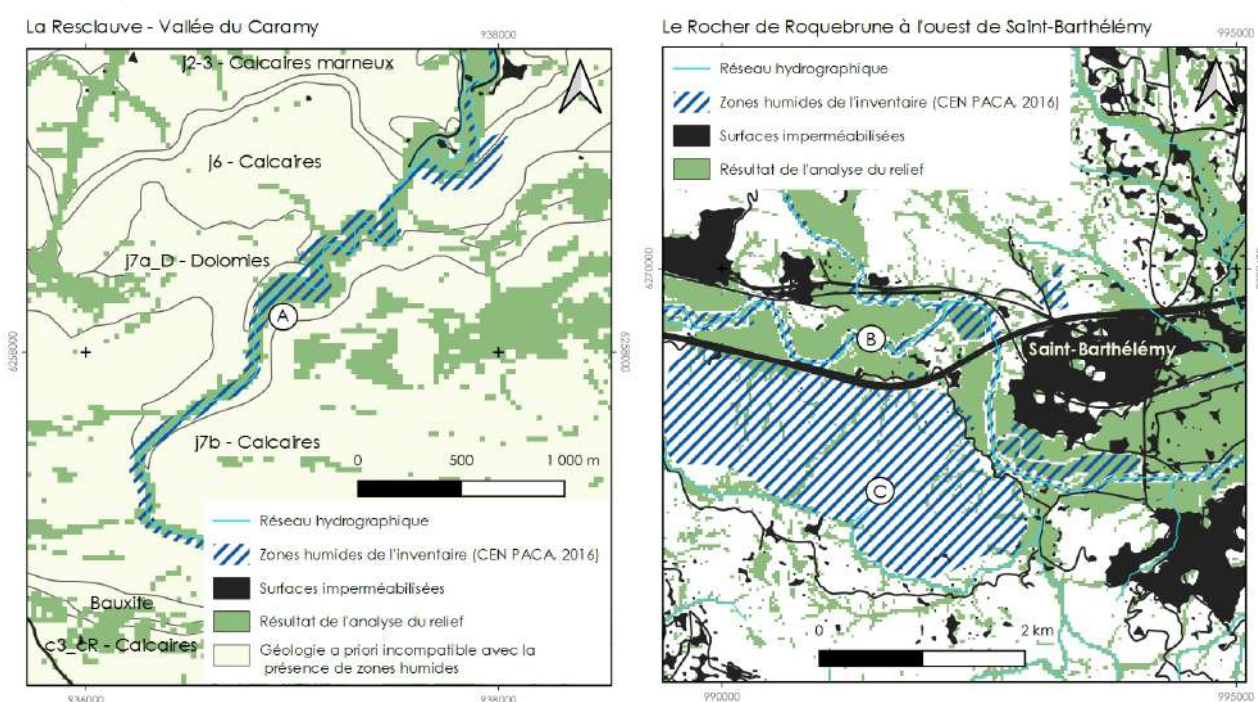 La Resclauve - Vallée du Caramy
938000
j2-3 - Calcaires marneux
j6 - Calcaires
j7a_D - Dolomies
A
6258000
6258000
j7b - Calcaires
0 500 1 000 m
Réseau hydrographique
Zones humides de l'inventaire (CEN PACA, 2016)
Surfaces imperméabilisées
Résultat de l'analyse du relief
Géologie a priori incompatible avec la
présence de zones humides
Bauxite
c3_cR - Calcaires
936000
938000
Le Rocher de Roquebrune à l'ouest de Saint-Barthélémy
995000
Réseau hydrographique
Zones humides de l'inventaire (CEN PACA, 2016)
Surfaces imperméabilisées
Résultat de l'analyse du relief
6270000
B
Saint-Barthélémy
C
0 1 2 km
990000
995000